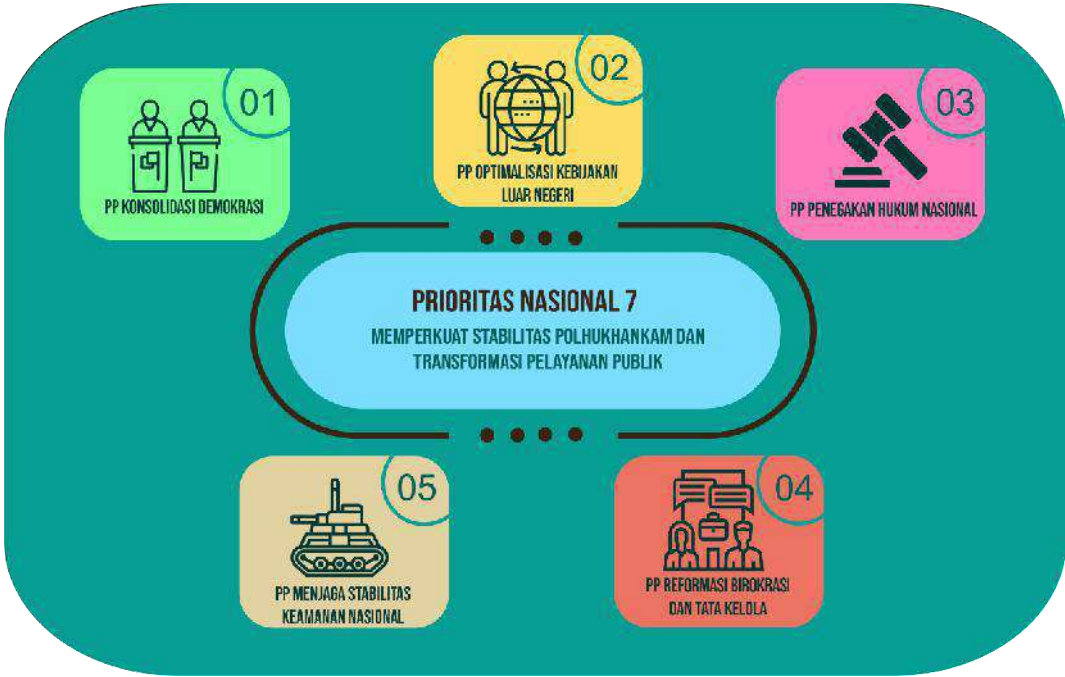 01
PP KONSOLIDASI DEMOKRASI
02
PP OPTIMALISASI KEBIJAKAN
LUAR NEGERI
03
PP PENEGAKAN HUKUM NASIONAL
PRIORITAS NASIONAL 7
MEMPERKUAT STABILITAS POLHUKHANKAM DAN
TRANSFORMASI PELAYANAN PUBLIK
05
PP MENJAGA STABILITAS
KEAMANAN NASIONAL
04
PP REFORMASI BIROKRASI
DAN TATA KELOLA